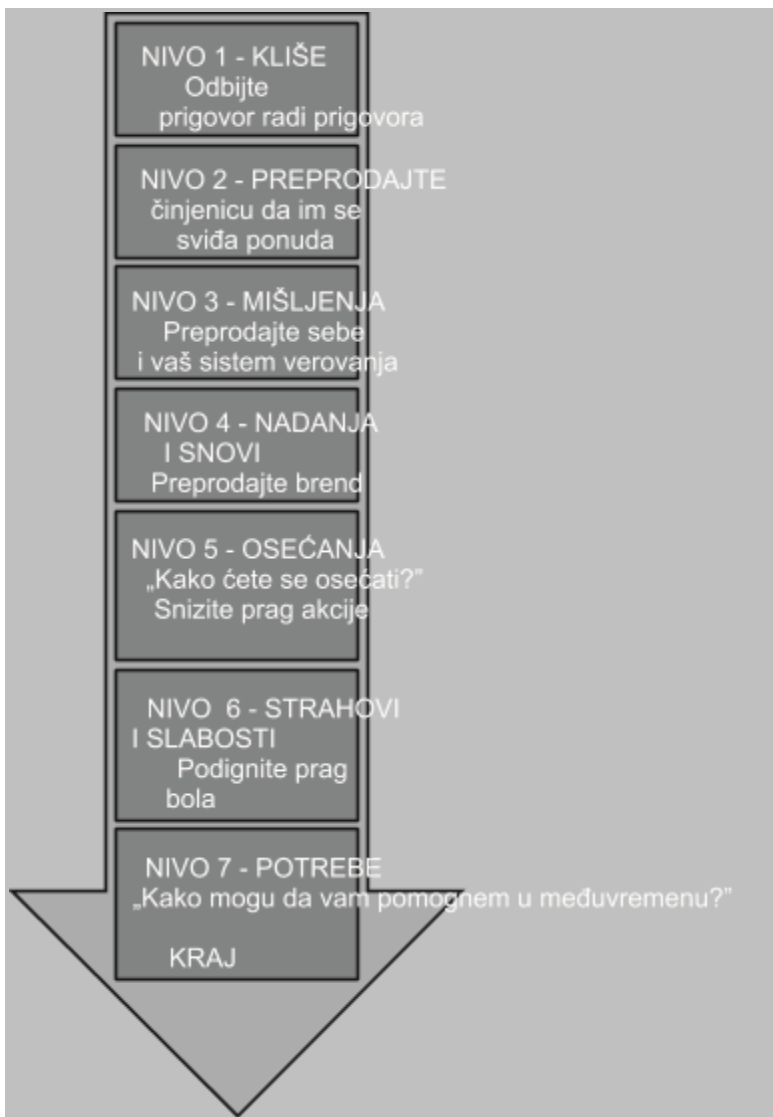 NIVO 1 - KLIŠE
Odbijte
prigovor radi prigovora
NIVO 2 - PREPRODAJTE
činjenicu da im se
sviđa ponuda
NIVO 3 - MIŠLJENJA
Preprodajte sebe
i vaš sistem verovanja
NIVO 4 - NADANJA
I SNOVI
Preprodajte brend
NIVO 5 - OSEĆANJA
„Kako ćete se osećati?”
Snizite prag akcije
NIVO 6 - STRAHOVI
I SLABOSTI
Podignite prag
bola
NIVO 7 - POTREBE
„Kako mogu da vam pomognem u međuvremenu?”
KRAJ